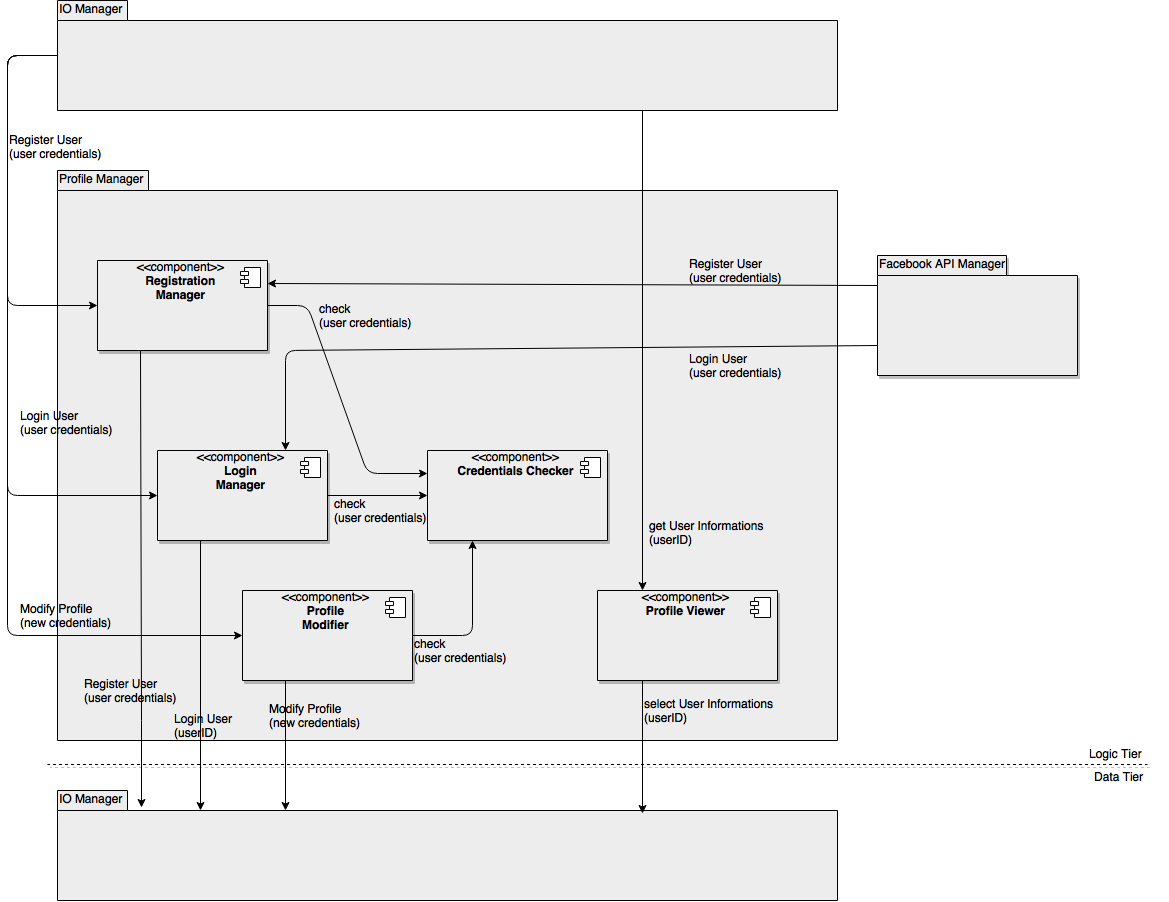 IO Manager
Register User
(user credentials)
Profile Manager
<<component>>
Registration
Manager
Register User
(user credentials)
Facebook API Manager
check
(user credentials)
Login User
(user credentials)
Login User
(user credentials)
<<component>>
Login
Manager
<<component>>
Credentials Checker
check
(user credentials)
get User Informations
(userID)
Modify Profile
(new credentials)
<<component>>
Profile
Modifier
<<component>>
Profile Viewer
check
(user credentials)
Register User
(user credentials)
Login User
(userID)
Modify Profile
(new credentials)
select User Informations
(userID)
Logic Tier
Data Tier
IO Manager